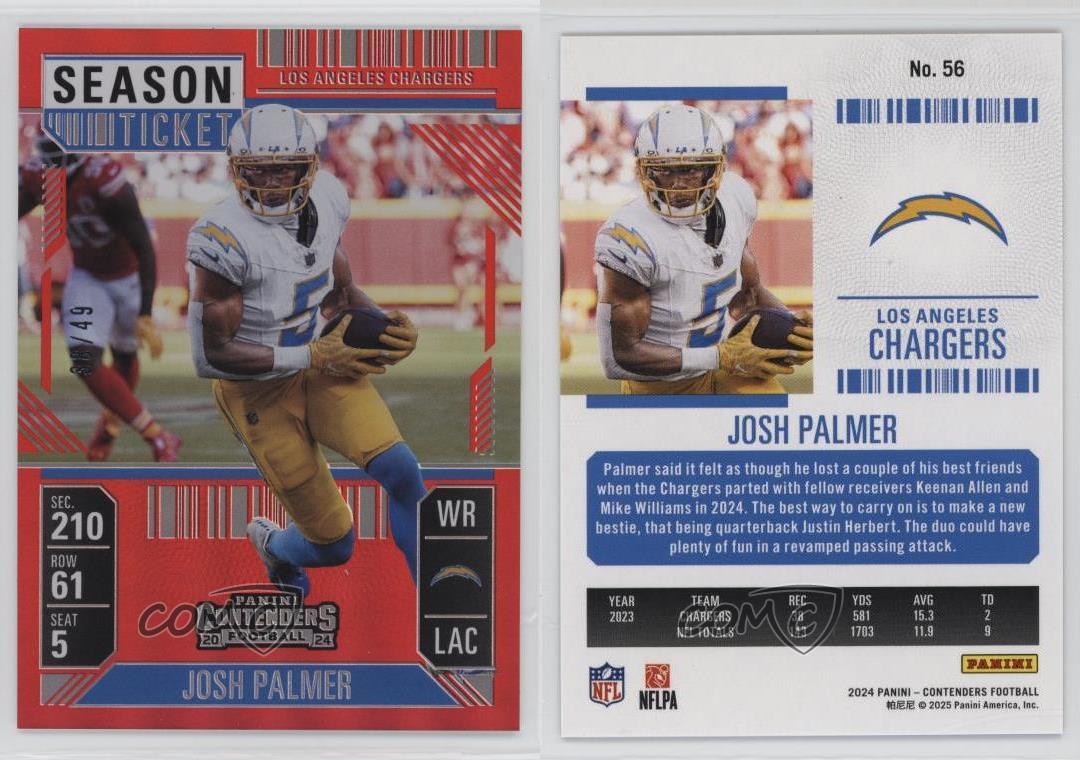 SEASON
TICKET
LOS ANGELES CHARGERS
/49
5
SEC.
210
ROW
61
SEAT
5
WR
LAC
PANINI
CONTENDERS
FOOTBALL
20 24
JOSH PALMER
COMC
No. 56
5
LOS ANGELES
CHARGERS
JOSH PALMER
Palmer said it felt as though he lost a couple of his best friends
when the Chargers parted with fellow receivers Keenan Allen and
Mike Williams in 2024. The best way to carry on is to make a new
bestie, that being quarterback Justin Herbert. The duo could have
plenty of fun in a revamped passing attack.
YEAR TEAM REC YDS AVG TD
2023 CHARGERS 38 581 15.3 2
NFL TOTALS 1703 11.9 9
COMC
NFL
NFLPA
PANINI
2024 PANINI – CONTENDERS FOOTBALL
帕尼尼 © 2025 Panini America, Inc.